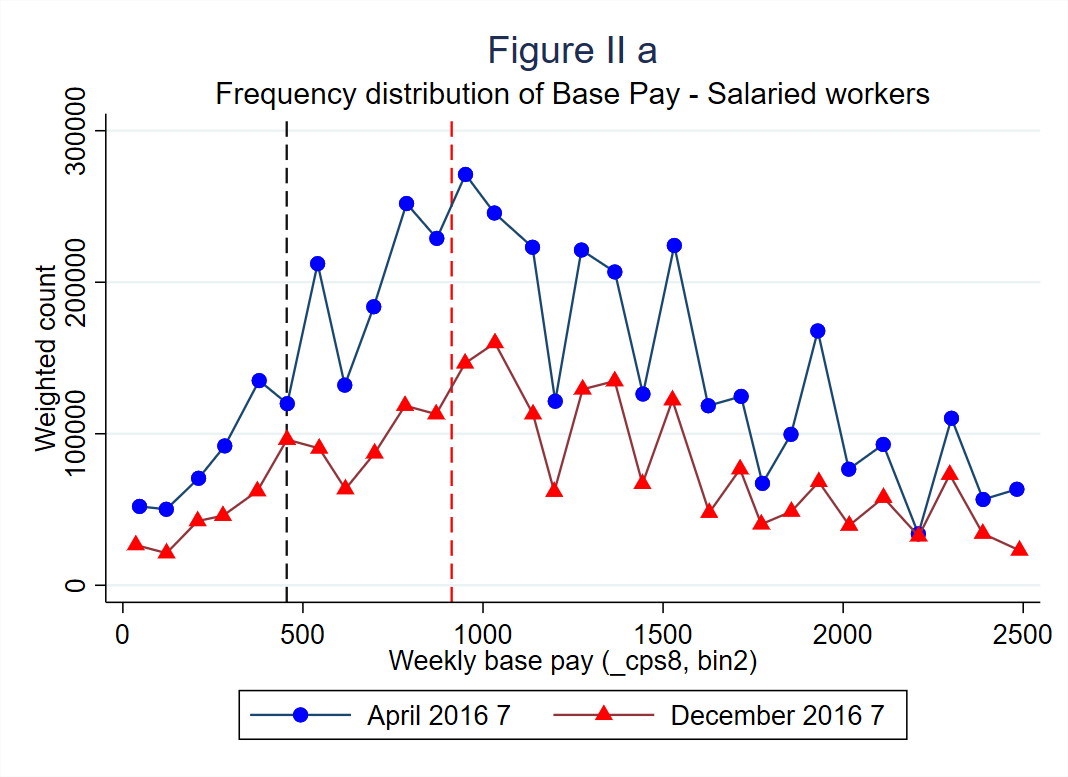 Figure II a
Frequency distribution of Base Pay - Salaried workers
Weighted count
300000
200000
100000
0
0 500 1000 1500 2000 2500
Weekly base pay (_cps8, bin2)
April 2016 7 December 2016 7